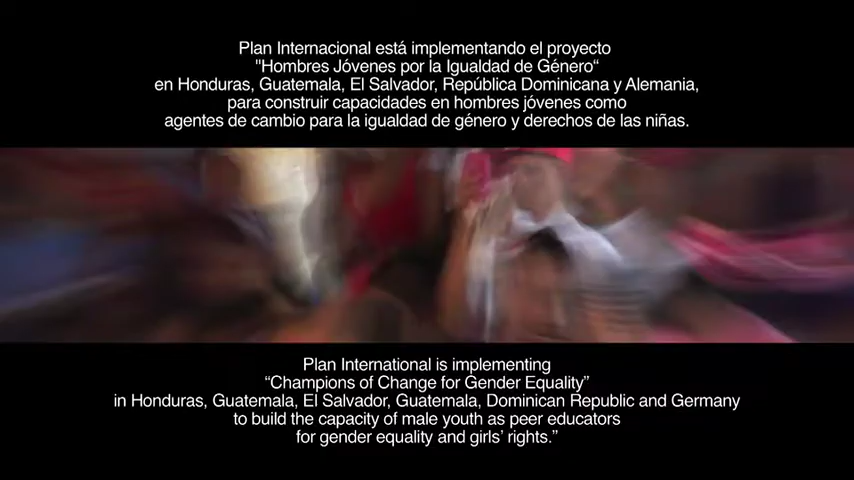 Plan Internacional está implementando el proyecto
"Hombres Jóvenes por la Igualdad de Género“
en Honduras, Guatemala, El Salvador, República Dominicana y Alemania,
para construir capacidades en hombres jóvenes como
agentes de cambio para la igualdad de género y derechos de las niñas.
Plan International is implementing
“Champions of Change for Gender Equality”
in Honduras, Guatemala, El Salvador, Guatemala, Dominican Republic and Germany
to build the capacity of male youth as peer educators
for gender equality and girls’ rights.”